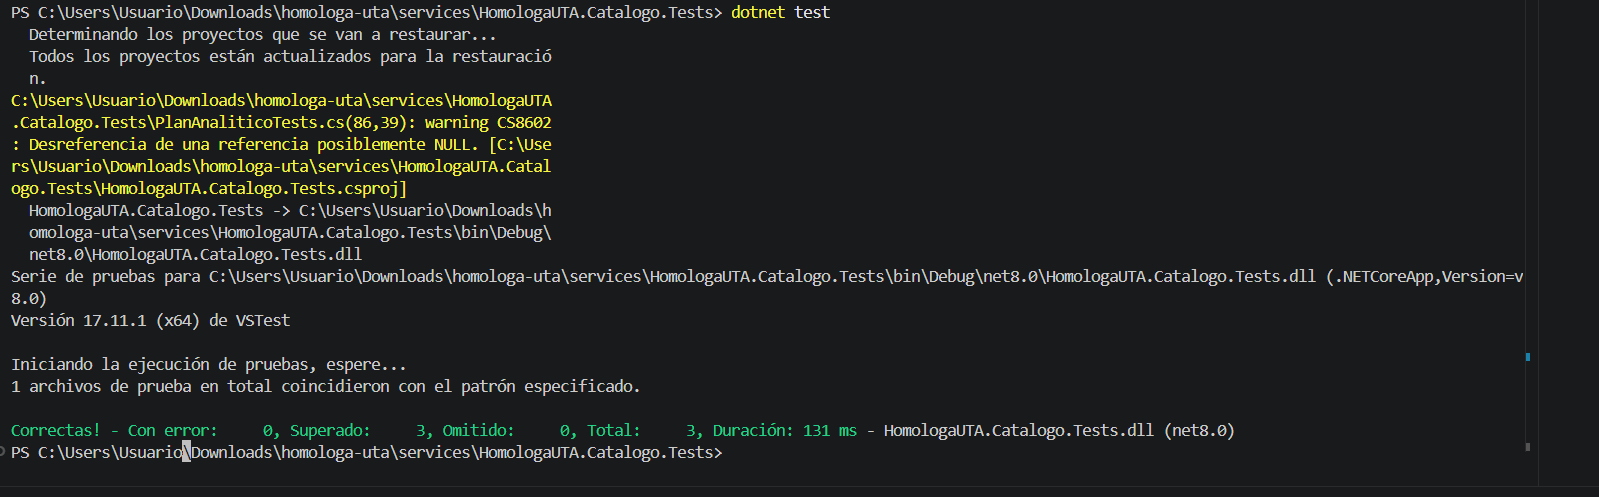 PS C:\Users\Usuario\Downloads\homologa-uta\services\HomologaUTA.Catalogo.Tests> dotnet test
  Determinando los proyectos que se van a restaurar...
  Todos los proyectos están actualizados para la restauració
  n.
C:\Users\Usuario\Downloads\homologa-uta\services\HomologaUTA
.Catalogo.Tests\PlanAnaliticoTests.cs(86,39): warning CS8602
: Desreferencia de una referencia posiblemente NULL. [C:\Use
rs\Usuario\Downloads\homologa-uta\services\HomologaUTA.Catal
ogo.Tests\HomologaUTA.Catalogo.Tests.csproj]
  HomologaUTA.Catalogo.Tests -> C:\Users\Usuario\Downloads\h
  omologa-uta\services\HomologaUTA.Catalogo.Tests\bin\Debug\
  net8.0\HomologaUTA.Catalogo.Tests.dll
Serie de pruebas para C:\Users\Usuario\Downloads\homologa-uta\services\HomologaUTA.Catalogo.Tests\bin\Debug\net8.0\HomologaUTA.Catalogo.Tests.dll (.NETCoreApp,Version=v
8.0)
Versión 17.11.1 (x64) de VSTest

Iniciando la ejecución de pruebas, espere...
1 archivos de prueba en total coincidieron con el patrón especificado.

Correctas! - Con error:     0, Superado:     3, Omitido:     0, Total:     3, Duración: 131 ms - HomologaUTA.Catalogo.Tests.dll (net8.0)
PS C:\Users\Usuario\Downloads\homologa-uta\services\HomologaUTA.Catalogo.Tests>